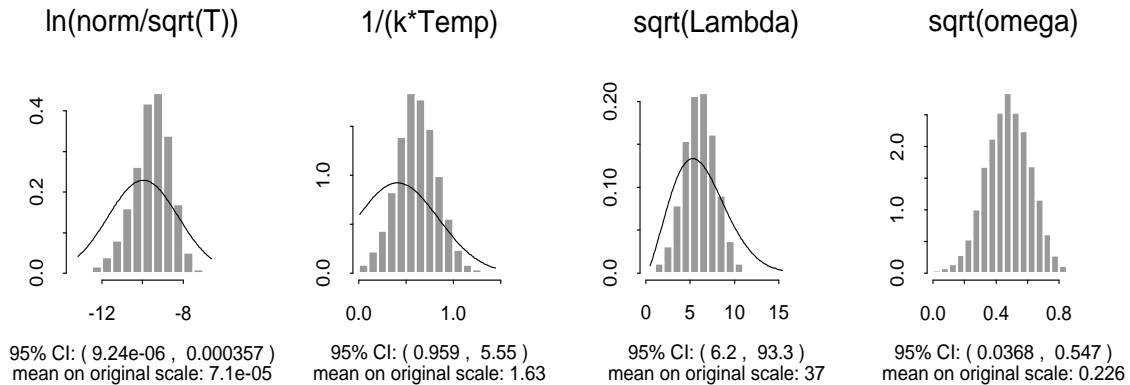 ln(norm/sqrt(T)) 1/(k*Temp) sqrt(Lambda) sqrt(omega)
0.0 0.2 0.4
-12 -8
0.0 1.0
0.0 1.0
0.0 0.10 0.20
0 5 10 15
0.0 1.0 2.0
0.0 0.4 0.8
95% CI: ( 9.24e-06 , 0.000357 )
mean on original scale: 7.1e-05
95% CI: ( 0.959 , 5.55 )
mean on original scale: 1.63
95% CI: ( 6.2 , 93.3 )
mean on original scale: 37
95% CI: ( 0.0368 , 0.547 )
mean on original scale: 0.226